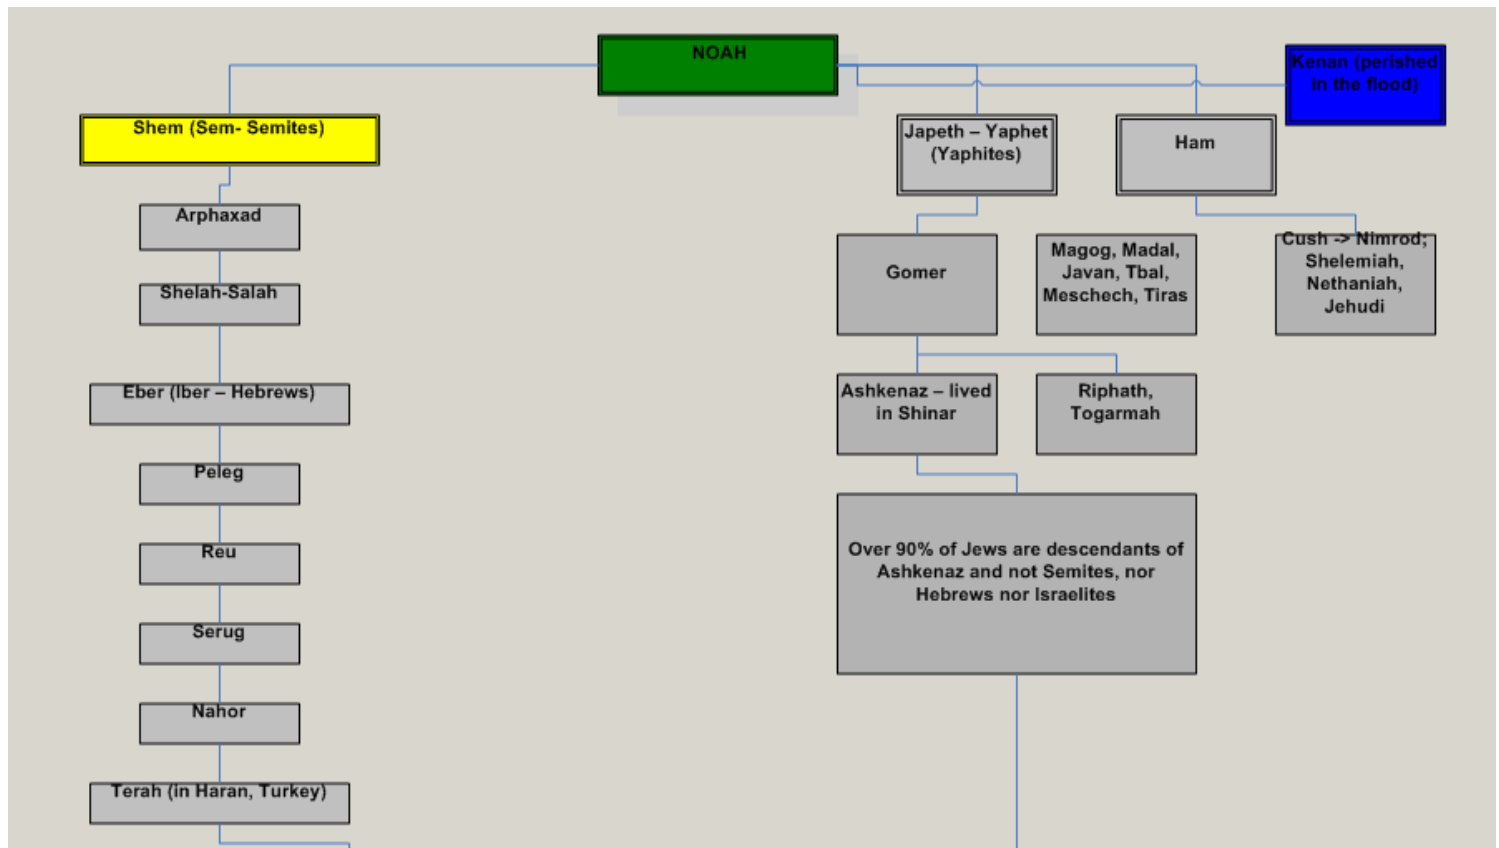 NOAH
Kenan (perished
in the flood)
Shem (Sem- Semites)
Japeth – Yaphet
(Yaphites)
Ham
Arphaxad
Shelah-Salah
Eber (Iber – Hebrews)
Peleg
Reu
Serug
Nahor
Terah (in Haran, Turkey)
Gomer
Magog, Madal,
Javan, Tbal,
Meschech, Tiras
Cush -> Nimrod;
Shelemiah,
Nethaniah,
Jehudi
Ashkenaz – lived
in Shinar
Riphath,
Togarmah
Over 90% of Jews are descendants of
Ashkenaz and not Semites, nor
Hebrews nor Israelites